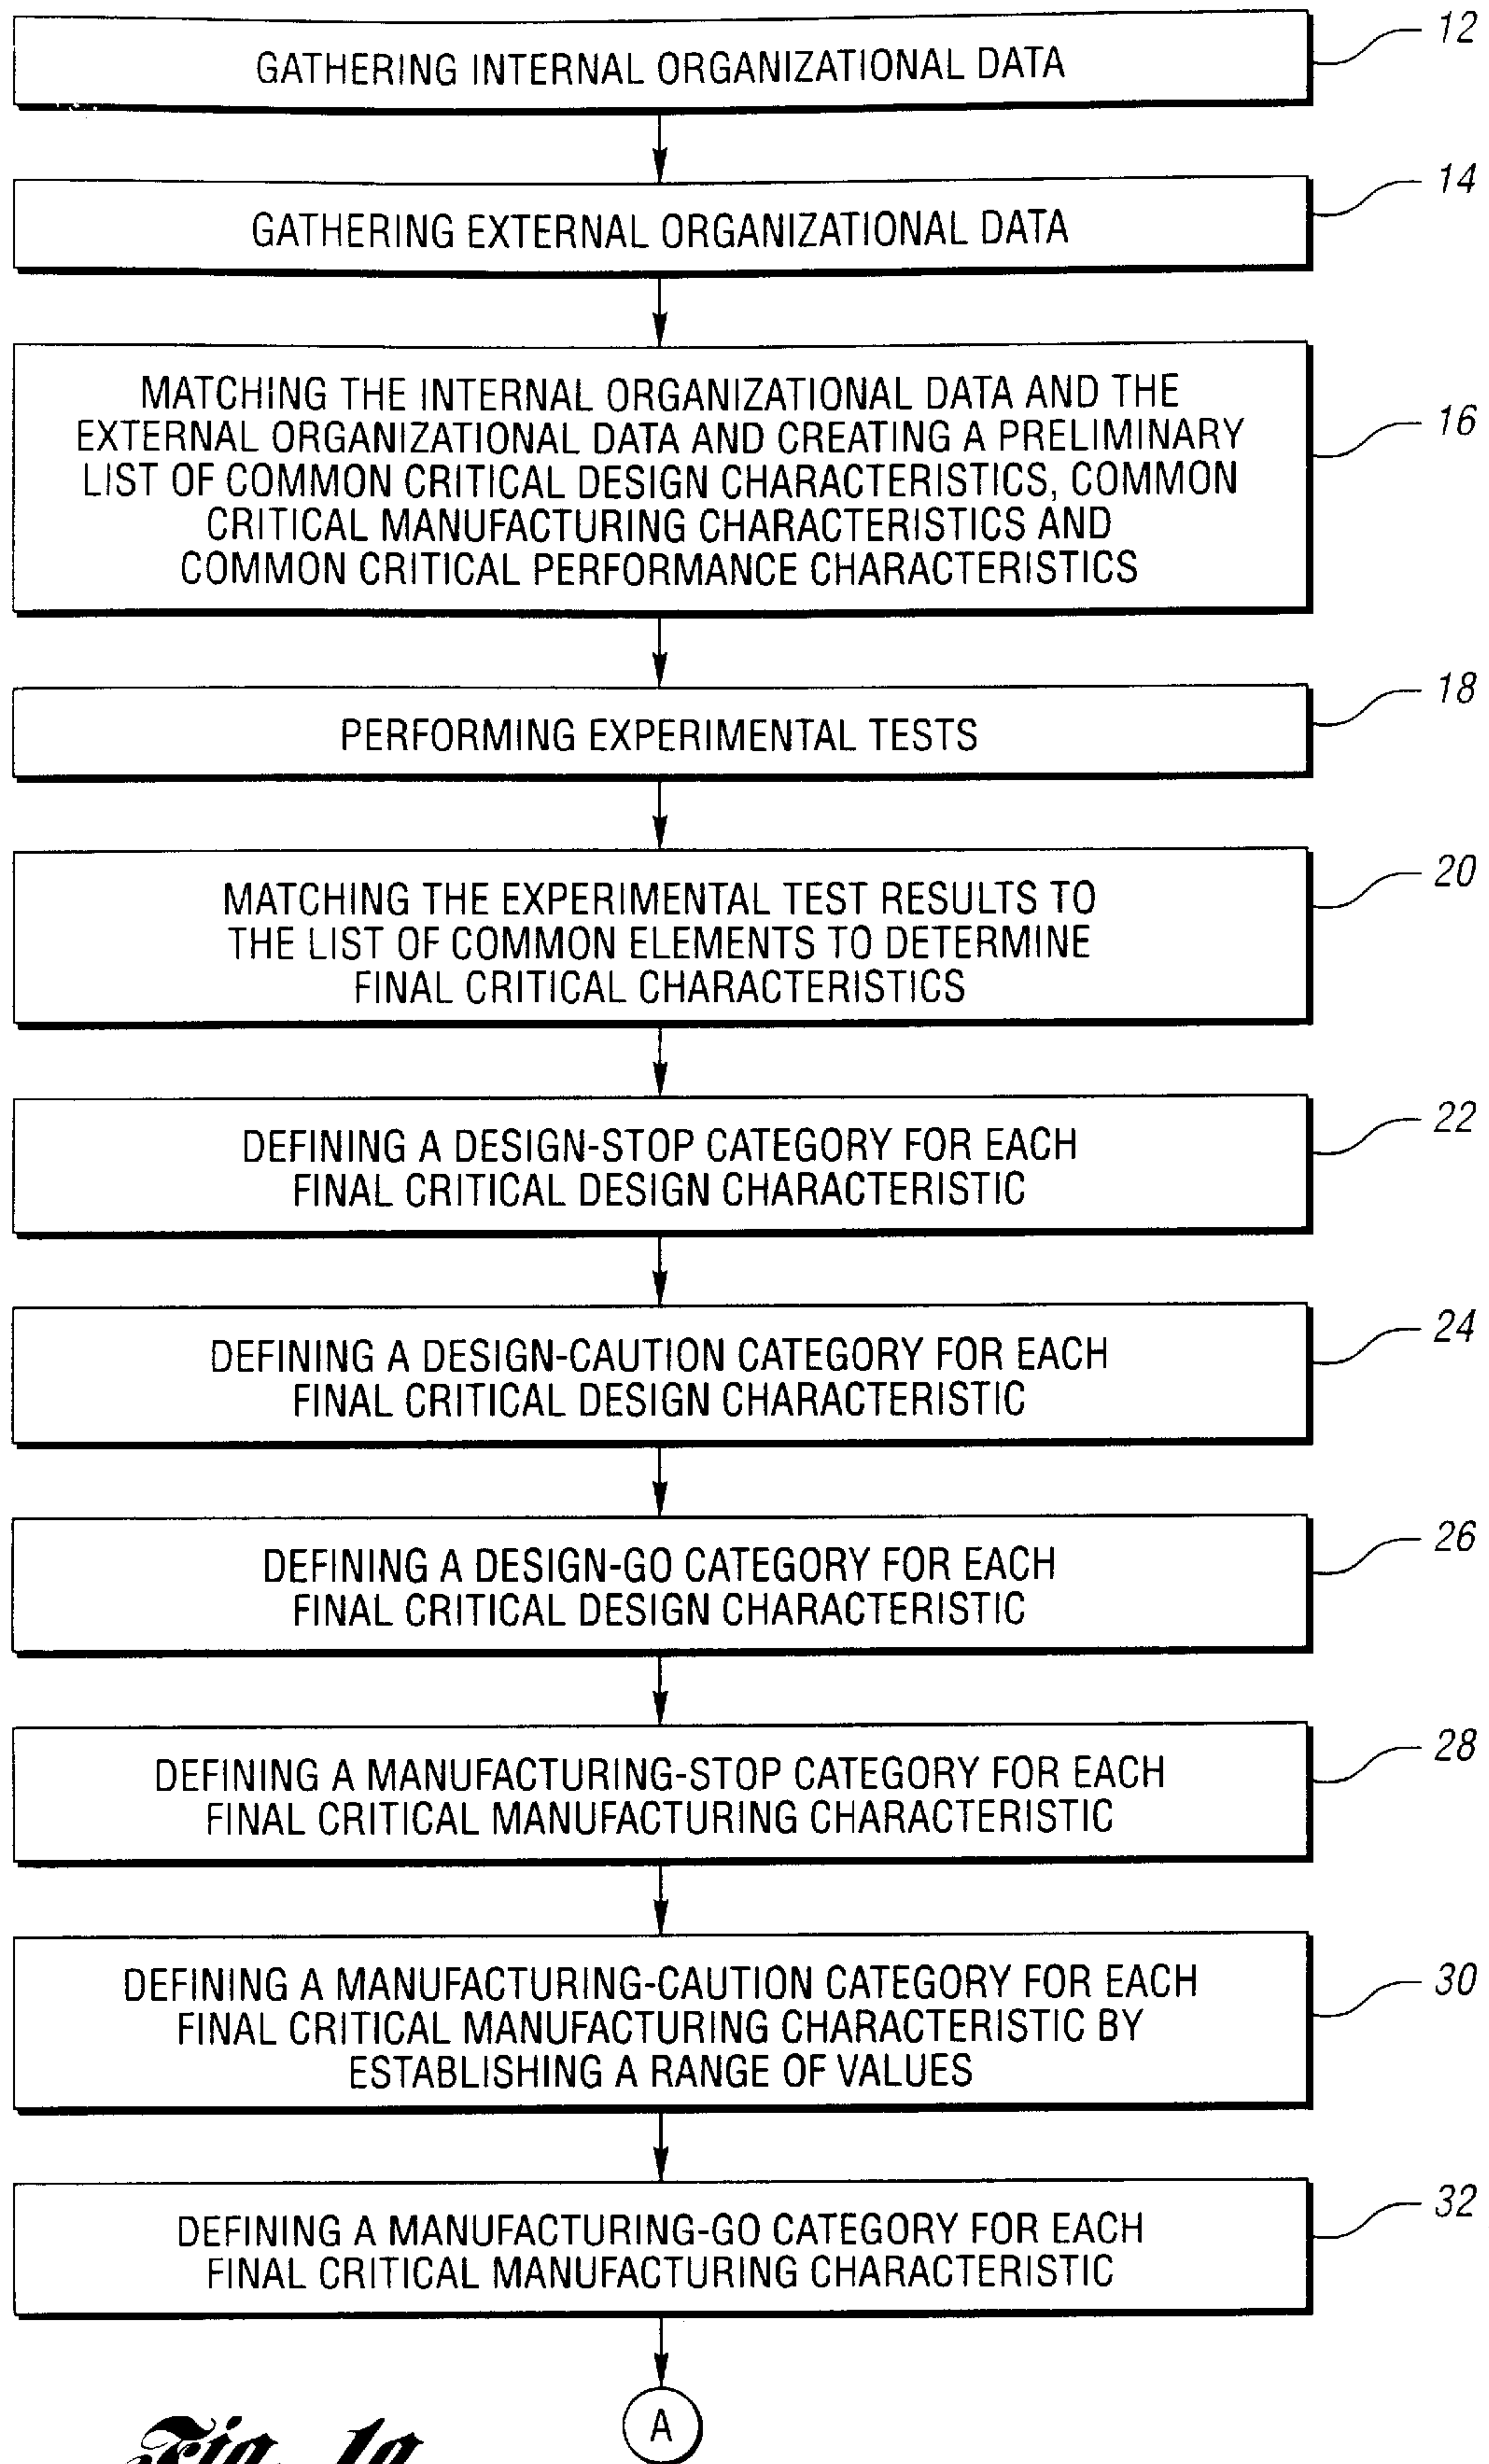 GATHERING INTERNAL ORGANIZATIONAL DATA
12
GATHERING EXTERNAL ORGANIZATIONAL DATA
14
MATCHING THE INTERNAL ORGANIZATIONAL DATA AND THE
EXTERNAL ORGANIZATIONAL DATA AND CREATING A PRELIMINARY
LIST OF COMMON CRITICAL DESIGN CHARACTERISTICS, COMMON
CRITICAL MANUFACTURING CHARACTERISTICS AND
COMMON CRITICAL PERFORMANCE CHARACTERISTICS
16
PERFORMING EXPERIMENTAL TESTS
18
MATCHING THE EXPERIMENTAL TEST RESULTS TO
THE LIST OF COMMON ELEMENTS TO DETERMINE
FINAL CRITICAL CHARACTERISTICS
20
DEFINING A DESIGN-STOP CATEGORY FOR EACH
FINAL CRITICAL DESIGN CHARACTERISTIC
22
DEFINING A DESIGN-CAUTION CATEGORY FOR EACH
FINAL CRITICAL DESIGN CHARACTERISTIC
24
DEFINING A DESIGN-GO CATEGORY FOR EACH
FINAL CRITICAL DESIGN CHARACTERISTIC
26
DEFINING A MANUFACTURING-STOP CATEGORY FOR EACH
FINAL CRITICAL MANUFACTURING CHARACTERISTIC
28
DEFINING A MANUFACTURING-CAUTION CATEGORY FOR EACH
FINAL CRITICAL MANUFACTURING CHARACTERISTIC BY
ESTABLISHING A RANGE OF VALUES
30
DEFINING A MANUFACTURING-GO CATEGORY FOR EACH
FINAL CRITICAL MANUFACTURING CHARACTERISTIC
32
A
Fig. 1a